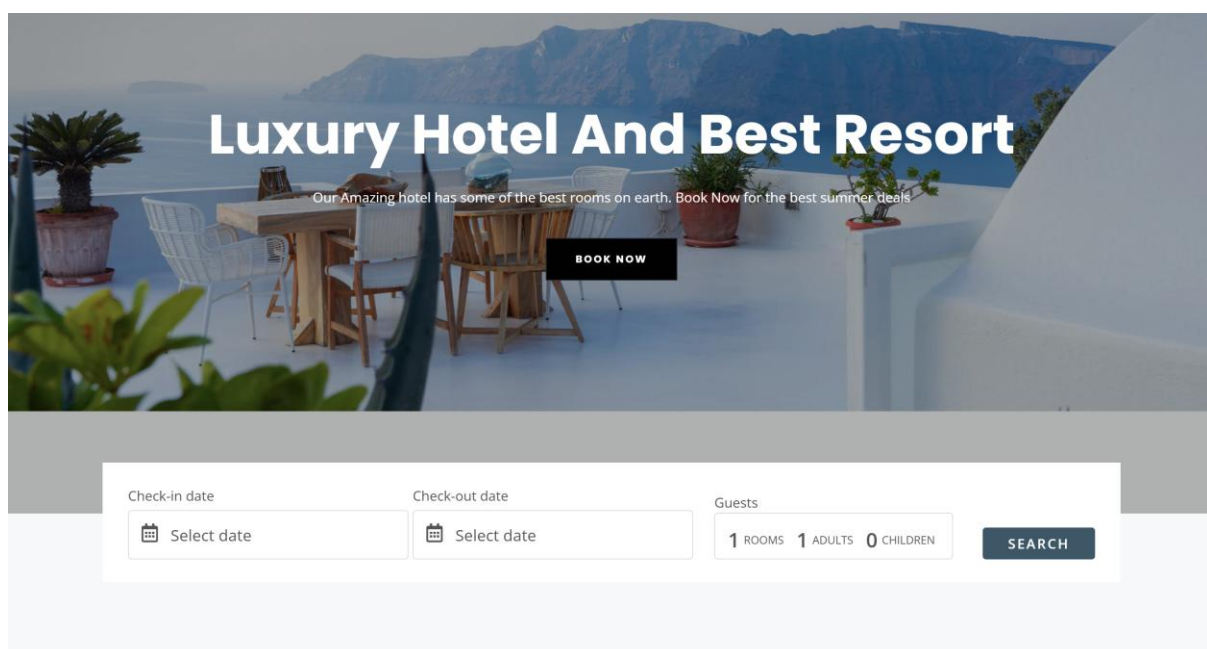 Luxury Hotel And Best Resort
Our Amazing hotel has some of the best rooms on earth. Book Now for the best summer deals
BOOK NOW
Check-in date
Check-out date
Guests
Select date
Select date
1 ROOMS 1 ADULTS 0 CHILDREN
SEARCH